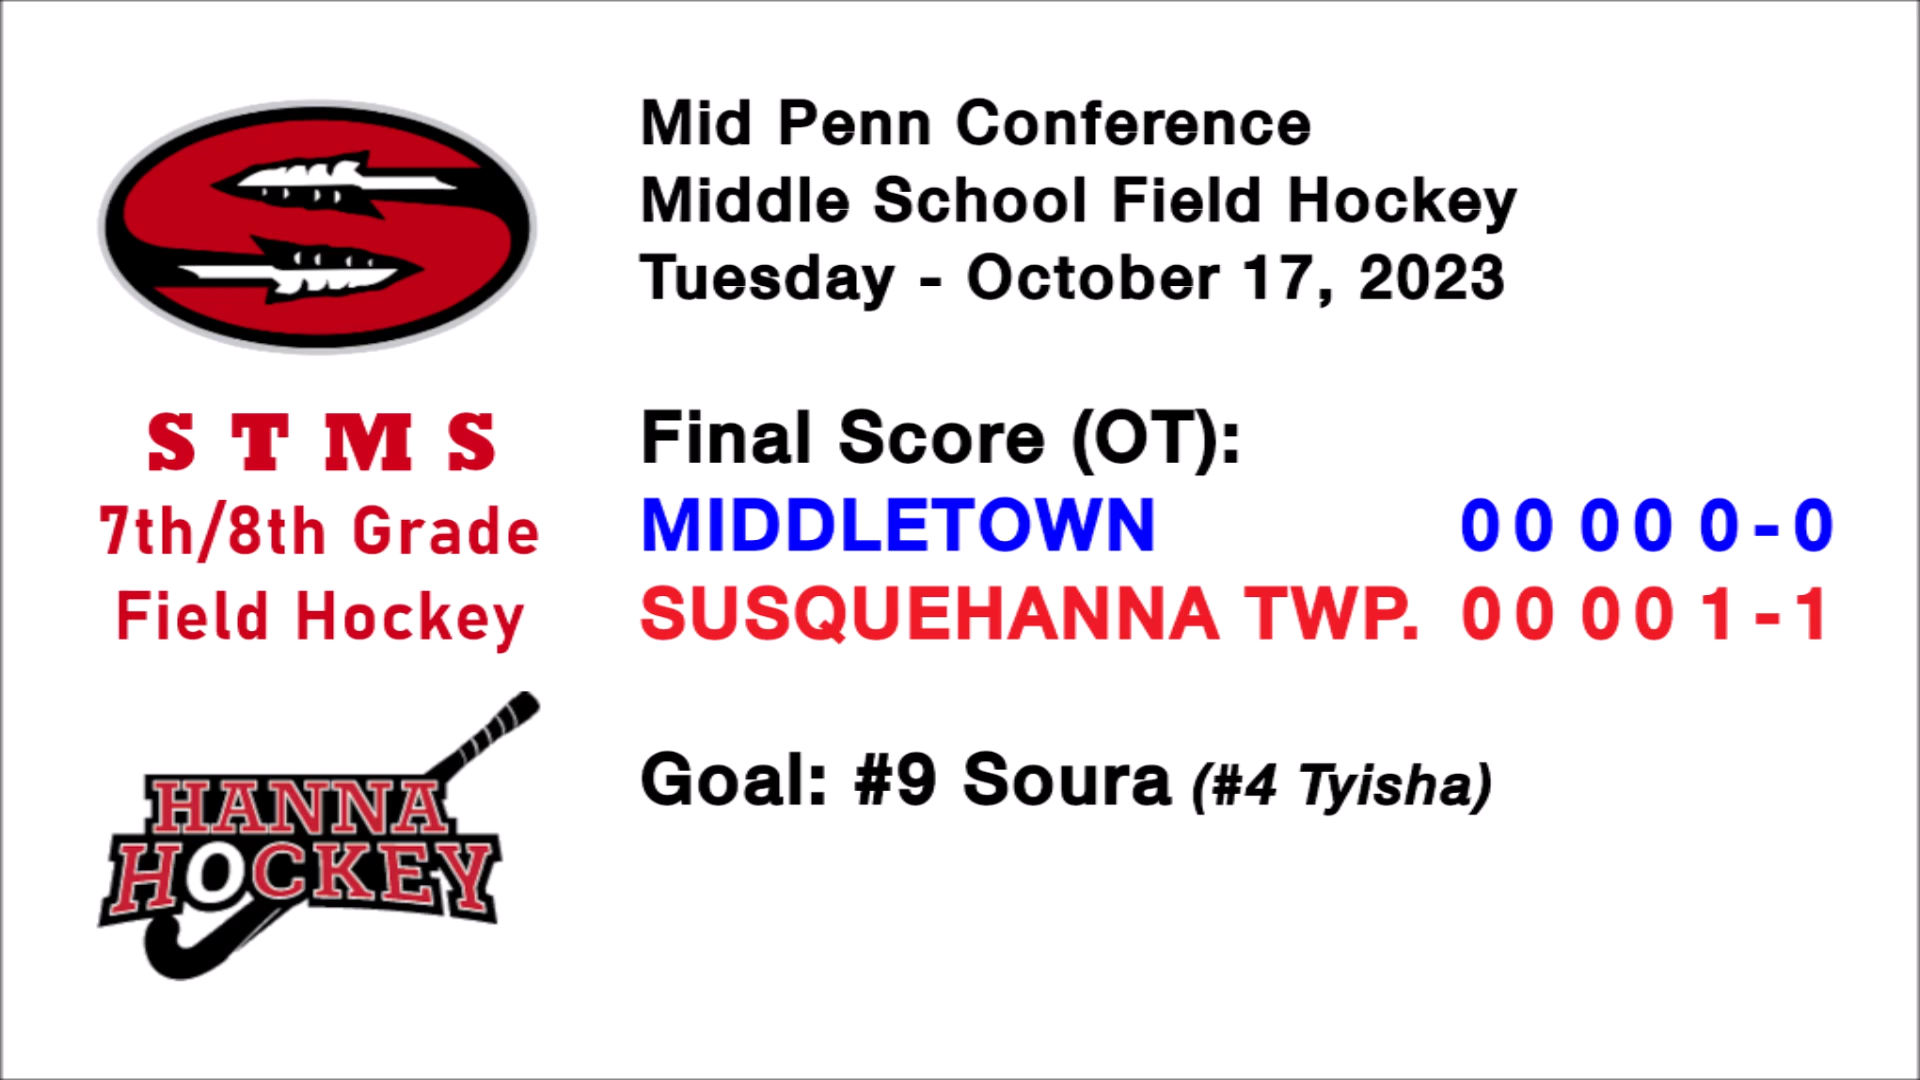 Mid Penn Conference
Middle School Field Hockey
Tuesday - October 17, 2023
S T M S
7th/8th Grade
Field Hockey
Final Score (OT):
MIDDLETOWN 0 0 0 0 0 - 0
SUSQUEHANNA TWP. 0 0 0 0 1 - 1
HANNA
HOCKEY
Goal: #9 Soura (#4 Tyisha)